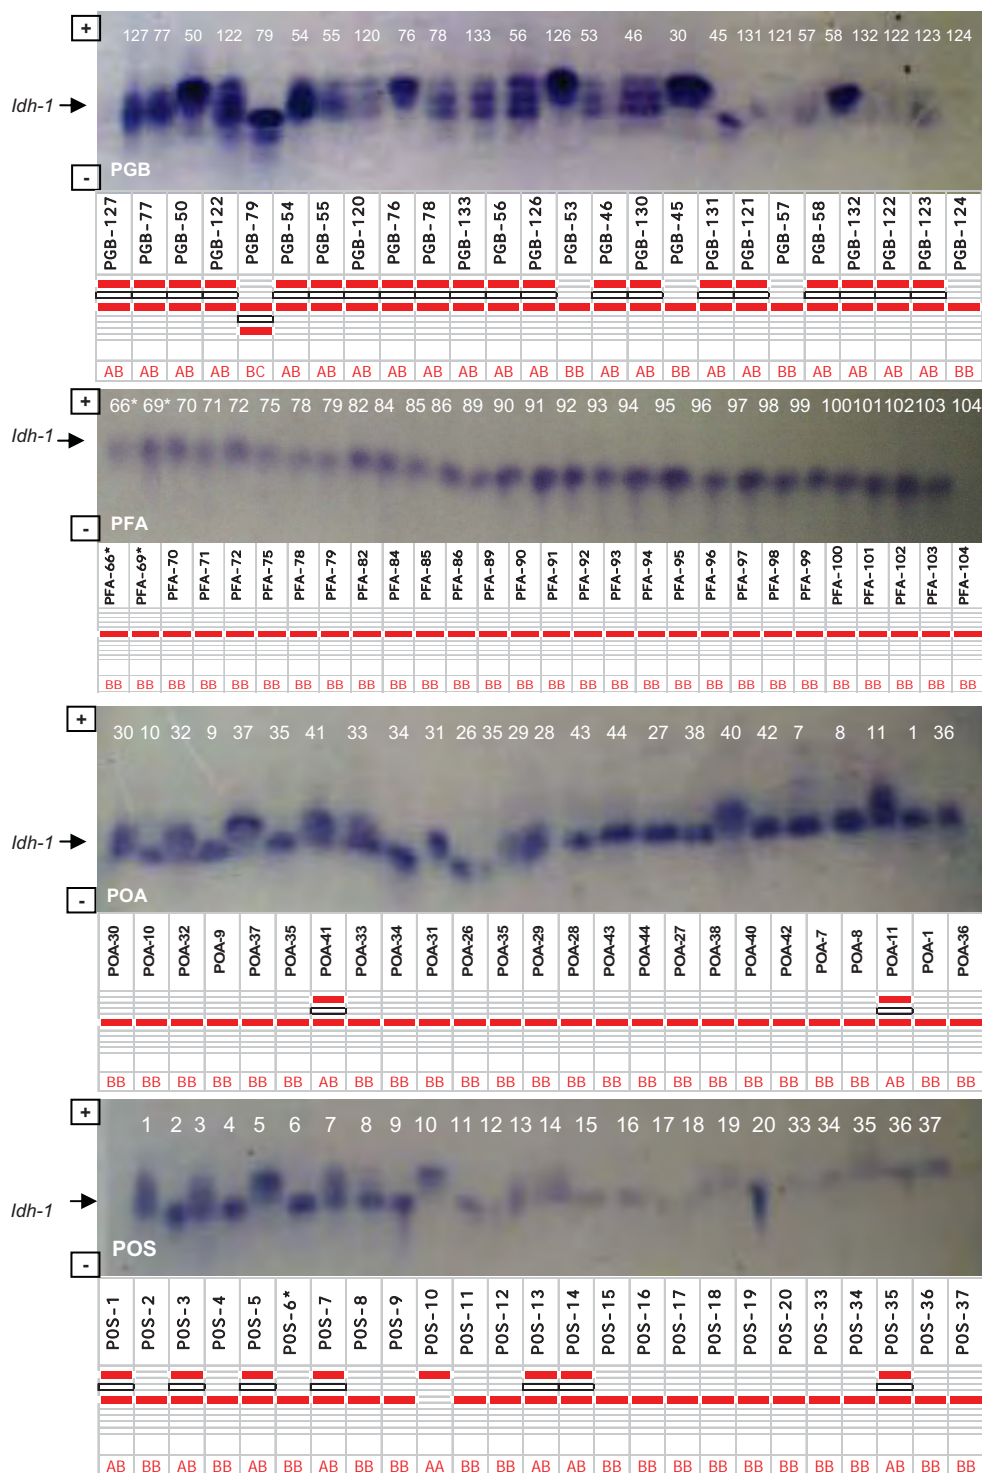 +
127 77 50 122 79 54 55 120 76 78 133 56 126 53 46 30 45 131 121 57 58 132 122 123 124
Idh-1
-
PGB
PGB-127 PGB-77 PGB-50 PGB-122 PGB-79 PGB-54 PGB-55 PGB-120 PGB-76 PGB-78 PGB-133 PGB-56 PGB-126 PGB-53 PGB-46 PGB-130 PGB-45 PGB-131 PGB-121 PGB-57 PGB-58 PGB-132 PGB-122 PGB-123 PGB-124
AB AB AB AB BC AB AB AB AB AB AB AB AB BB AB AB BB AB AB BB AB AB AB AB BB
+
66* 69* 70 71 72 75 78 79 82 84 85 86 89 90 91 92 93 94 95 96 97 98 99 100 101 102 103 104
Idh-1
-
PFA
PFA-66* PFA-69* PFA-70 PFA-71 PFA-72 PFA-75 PFA-78 PFA-79 PFA-82 PFA-84 PFA-85 PFA-86 PFA-89 PFA-90 PFA-91 PFA-92 PFA-93 PFA-94 PFA-95 PFA-96 PFA-97 PFA-98 PFA-99 PFA-100 PFA-101 PFA-102 PFA-103 PFA-104
BB BB BB BB BB BB BB BB BB BB BB BB BB BB BB BB BB BB BB BB BB BB BB BB BB BB BB BB
+
30 10 32 9 37 35 41 33 34 31 26 35 29 28 43 44 27 38 40 42 7 8 11 1 36
Idh-1
-
POA
POA-30 POA-10 POA-32 POA-9 POA-37 POA-35 POA-41 POA-33 POA-34 POA-31 POA-26 POA-35 POA-29 POA-28 POA-43 POA-44 POA-27 POA-38 POA-40 POA-42 POA-7 POA-8 POA-11 POA-1 POA-36
BB BB BB BB BB BB AB BB BB BB BB BB BB BB BB BB BB BB BB BB BB BB AB BB BB
+
1 2 3 4 5 6 7 8 9 10 11 12 13 14 15 16 17 18 19 20 33 34 35 36 37
Idh-1
POS
-
POS-1 POS-2 POS-3 POS-4 POS-5 POS-6* POS-7 POS-8 POS-9 POS-10 POS-11 POS-12 POS-13 POS-14 POS-15 POS-16 POS-17 POS-18 POS-19 POS-20 POS-33 POS-34 POS-35 POS-36 POS-37
AB BB AB BB AB BB AB BB BB AA BB BB AB AB BB BB BB BB BB BB BB BB AB BB BB